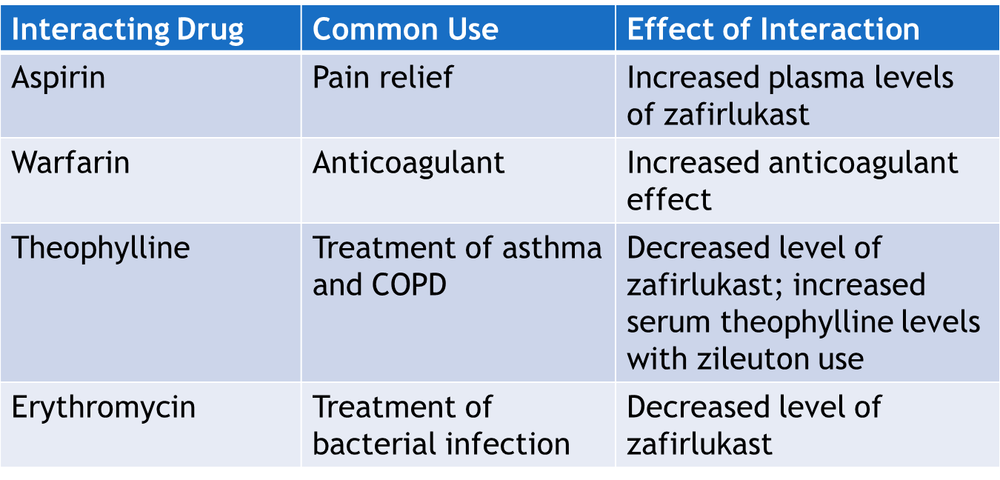 Interacting Drug Common Use Effect of Interaction
Aspirin Pain relief Increased plasma levels
of zafirlukast
Warfarin Anticoagulant Increased anticoagulant
effect
Theophylline Treatment of asthma Decreased level of
and COPD zafirlukast; increased
serum theophylline levels
with zileuton use
Erythromycin Treatment of Decreased level of
bacterial infection zafirlukast